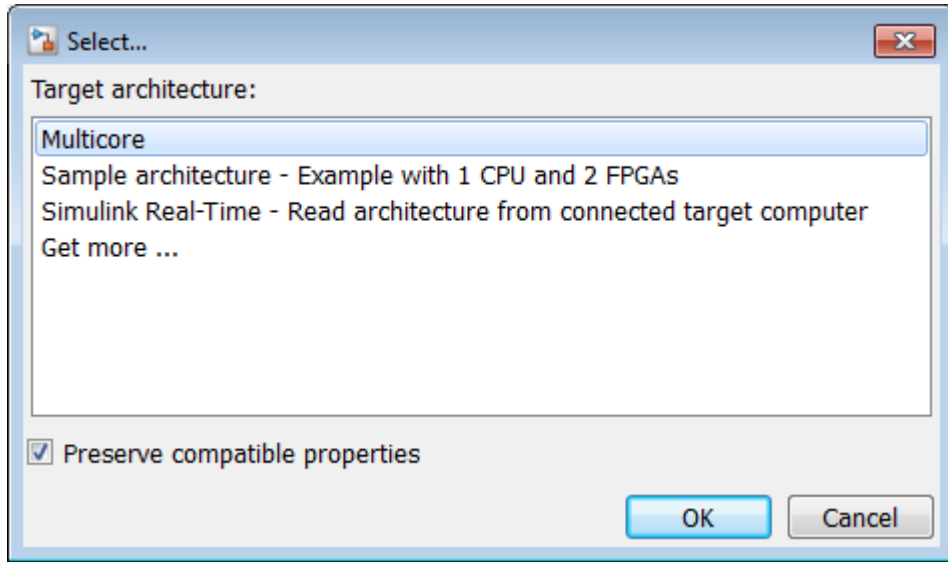 Select...
Target architecture:
Multicore
Sample architecture - Example with 1 CPU and 2 FPGAs
Simulink Real-Time - Read architecture from connected target computer
Get more ...
Preserve compatible properties
OK Cancel